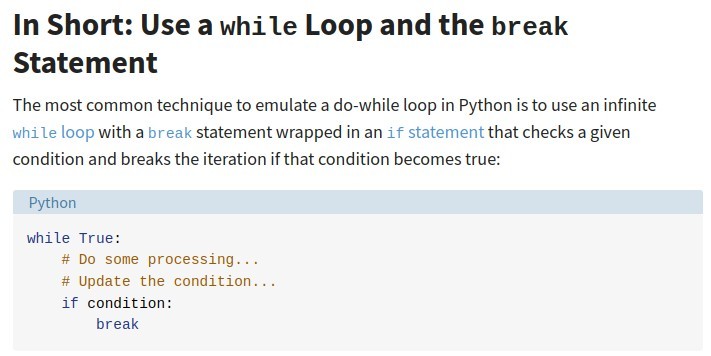 In Short: Use a while Loop and the break
Statement
The most common technique to emulate a do-while loop in Python is to use an infinite
while loop with a break statement wrapped in an if statement that checks a given
condition and breaks the iteration if that condition becomes true:
Python
while True:
    # Do some processing...
    # Update the condition...
    if condition:
        break